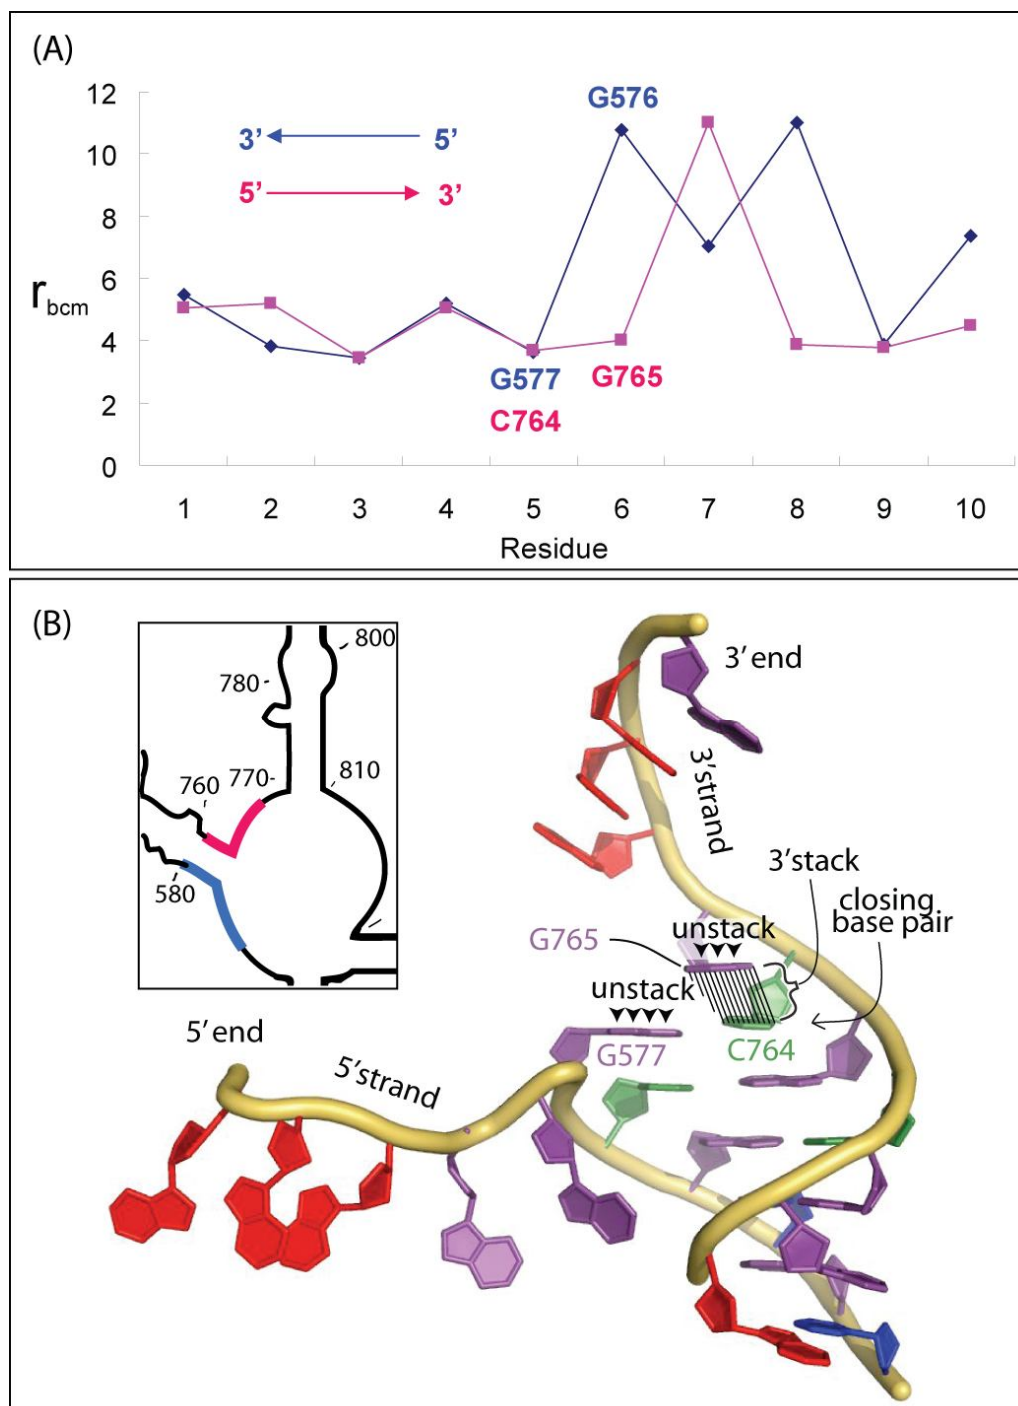 (A)
12
10
8
6
4
2
0
r bcm
3’ 5’
5’ 3’
G576
G577
C764
G765
1 2 3 4 5 6 7 8 9 10
Residue
(B)
800
780
770
810
760
580
3’ end
3’strand
3’stack
closing
base pair
unstack
G765
unstack
G577
C764
5’ end
5’strand